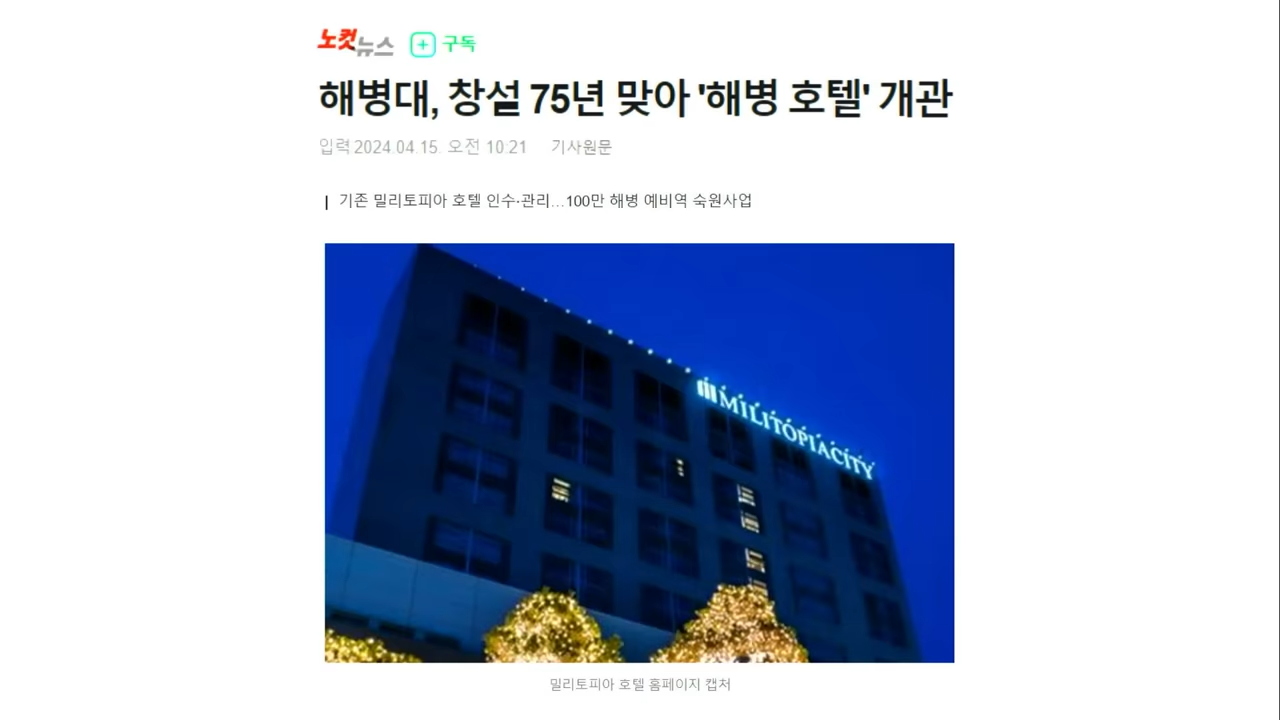 노컷뉴스 구독
해병대, 창설 75년 맞아 '해병 호텔' 개관
입력 2024.04.15. 오전 10:21 기사원문
기존 밀리토피아 호텔 인수·관리…100만 해병 예비역 숙원사업
MILITOPIACITY
밀리토피아 호텔 홈페이지 캡처